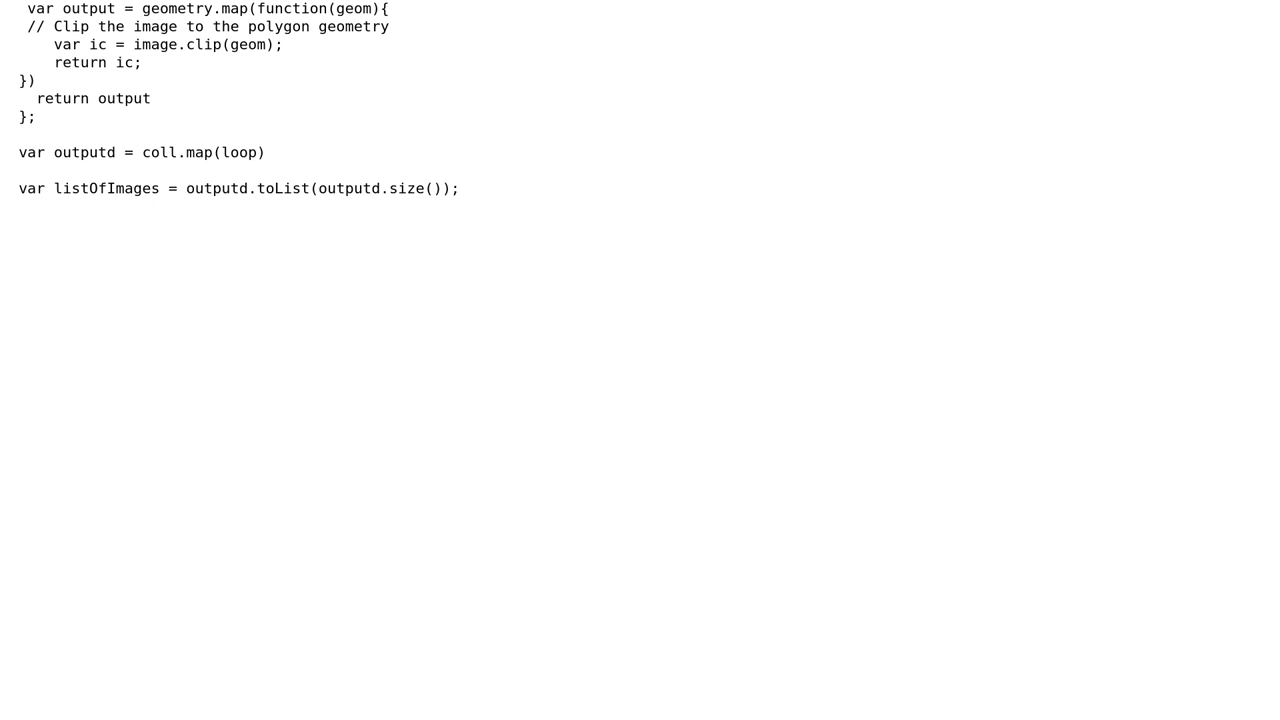 var output = geometry.map(function(geom){
// Clip the image to the polygon geometry
var ic = image.clip(geom);
return ic;
})
return output
};
var outputd = coll.map(loop)
var listOfImages = outputd.toList(outputd.size());